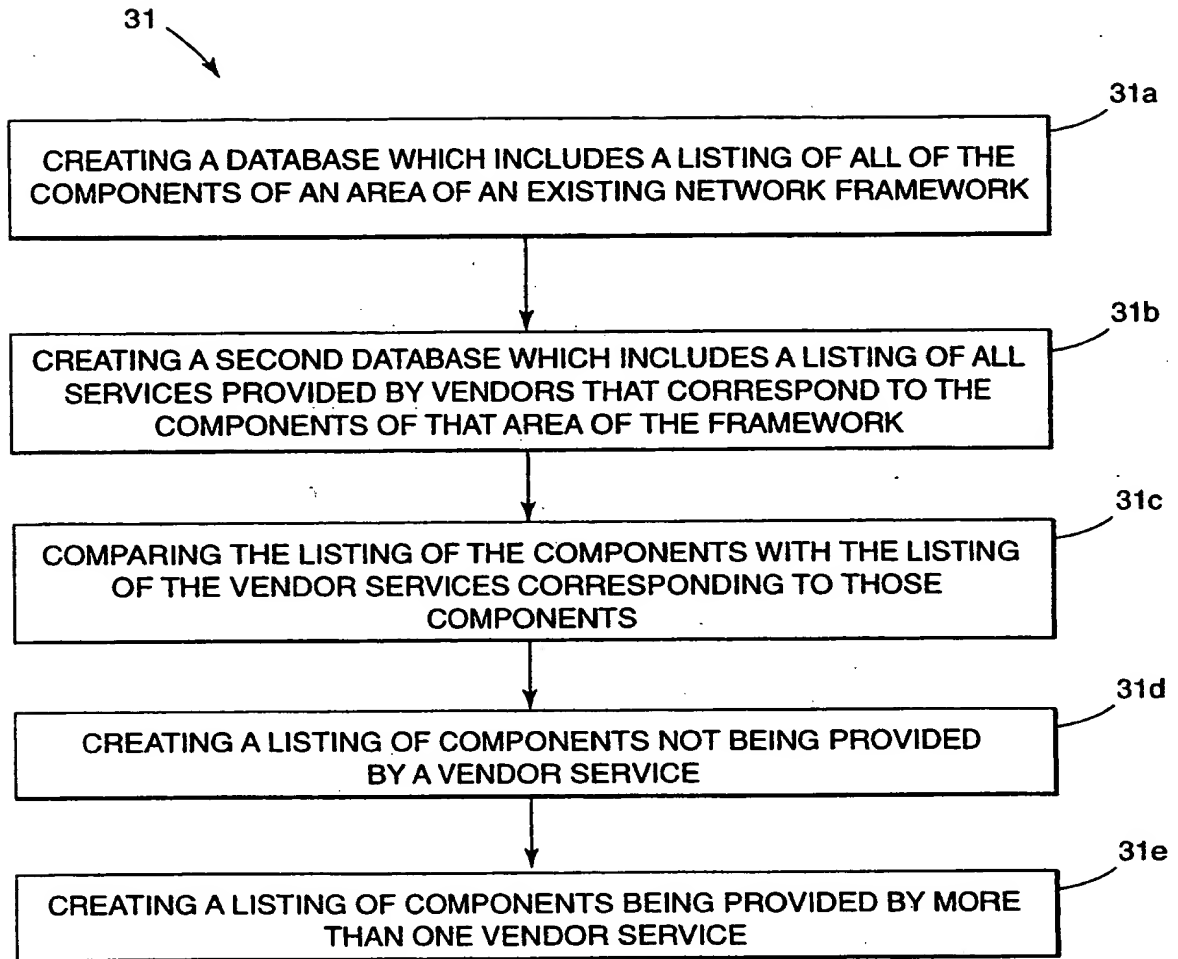 31
31a
CREATING A DATABASE WHICH INCLUDES A LISTING OF ALL OF THE
COMPONENTS OF AN AREA OF AN EXISTING NETWORK FRAMEWORK
31b
CREATING A SECOND DATABASE WHICH INCLUDES A LISTING OF ALL
SERVICES PROVIDED BY VENDORS THAT CORRESPOND TO THE
COMPONENTS OF THAT AREA OF THE FRAMEWORK
31c
COMPARING THE LISTING OF THE COMPONENTS WITH THE LISTING
OF THE VENDOR SERVICES CORRESPONDING TO THOSE
COMPONENTS
31d
CREATING A LISTING OF COMPONENTS NOT BEING PROVIDED
BY A VENDOR SERVICE
31e
CREATING A LISTING OF COMPONENTS BEING PROVIDED BY MORE
THAN ONE VENDOR SERVICE